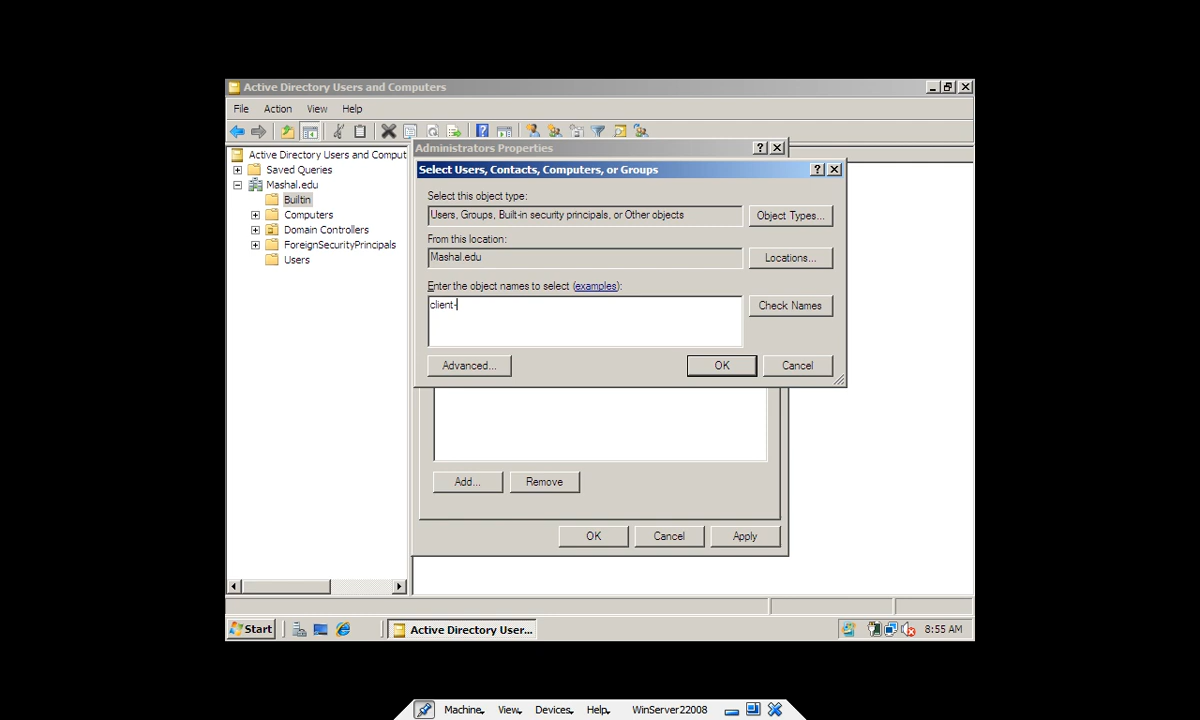 Active Directory Users and Computers
File Action View Help
Administrators Properties
Active Directory Users and Comput
Saved Queries
Mashal.edu
Builtin
Computers
Domain Controllers
ForeignSecurityPrincipals
Users
Select Users, Contacts, Computers, or Groups
Select this object type:
Users, Groups, Built-in security principals, or Other objects
Object Types...
From this location:
Mashal.edu
Locations...
Enter the object names to select (examples):
client-
Check Names
Advanced...
OK
Cancel
Add...
Remove
OK
Cancel
Apply
Start
Active Directory User...
8:55 AM
Machine View Devices Help WinServer22008